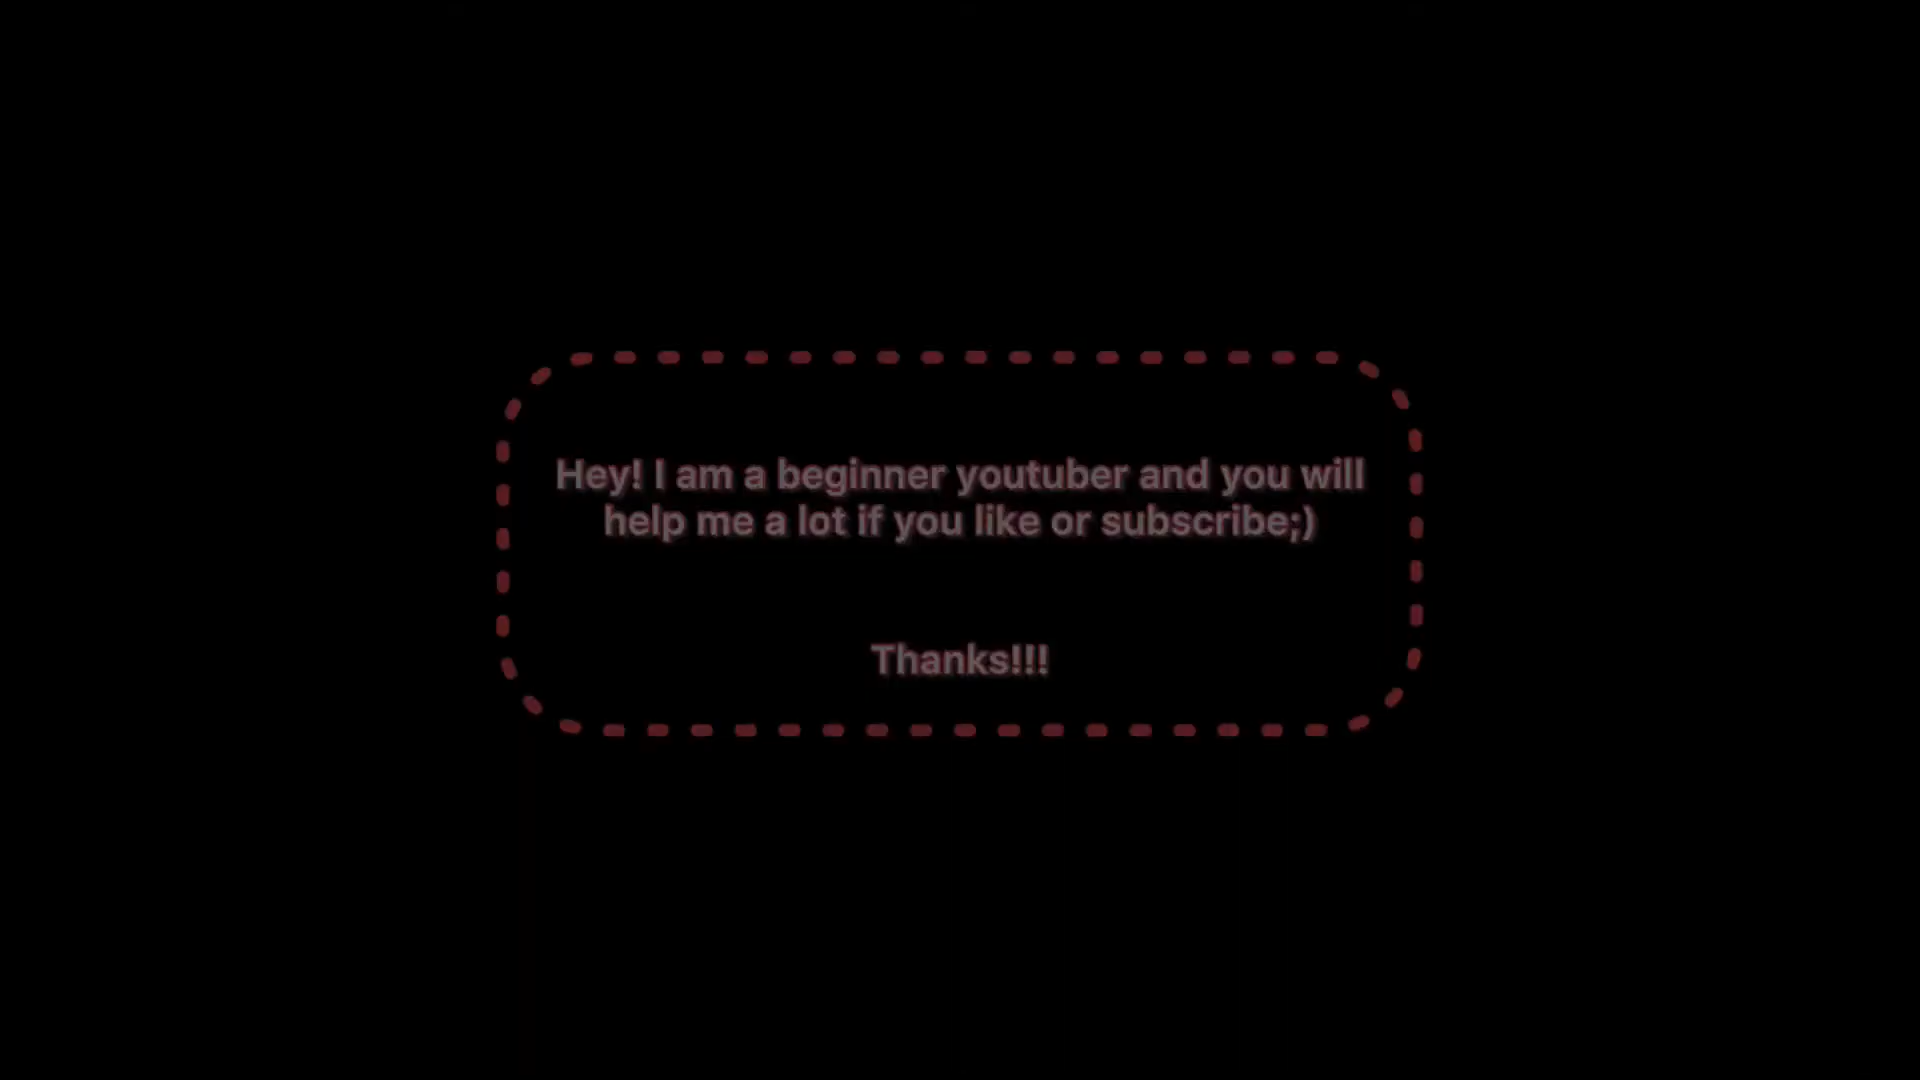 Hey! I am a beginner youtuber and you will
help me a lot if you like or subscribe;)
Thanks!!!